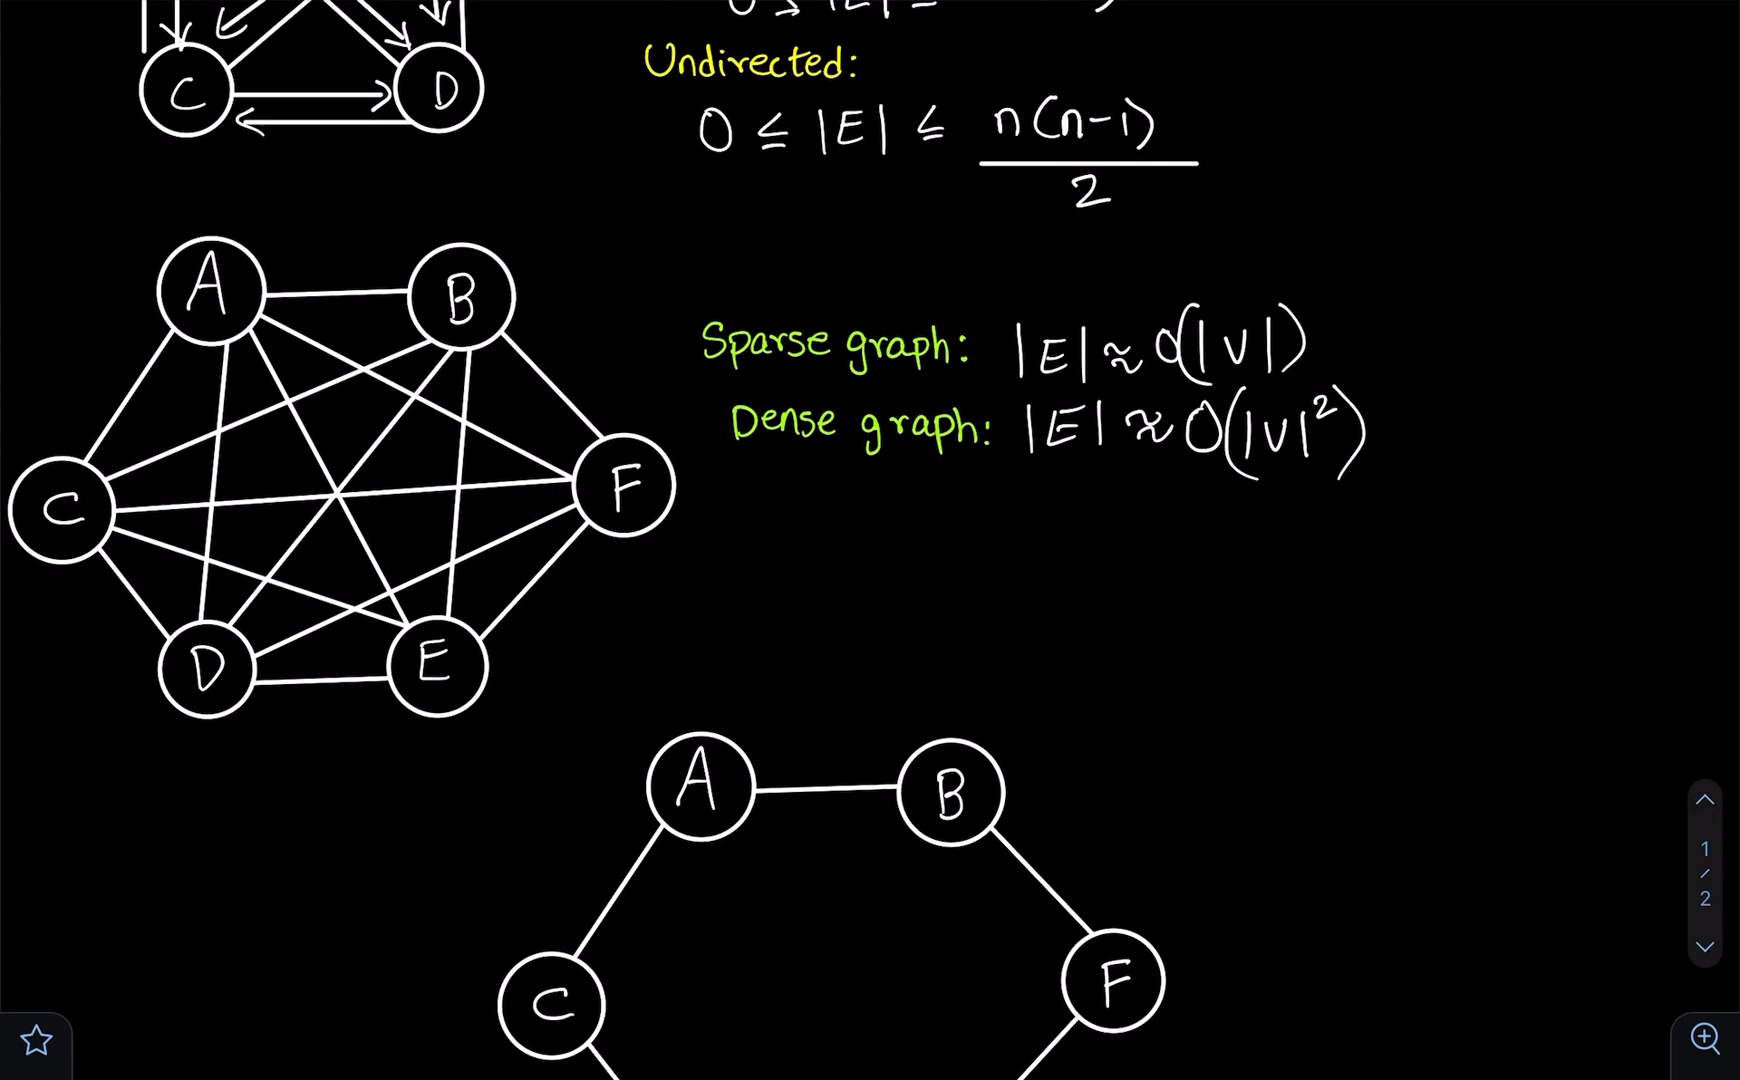 C D
Undirected:
0 ≤ |E| ≤ n(n-1)
2
A B
Sparse graph: |E| ≈ O(|V|)
Dense graph: |E| ≈ O(|V|²)
C F
D E
A B
C F
1
/
2